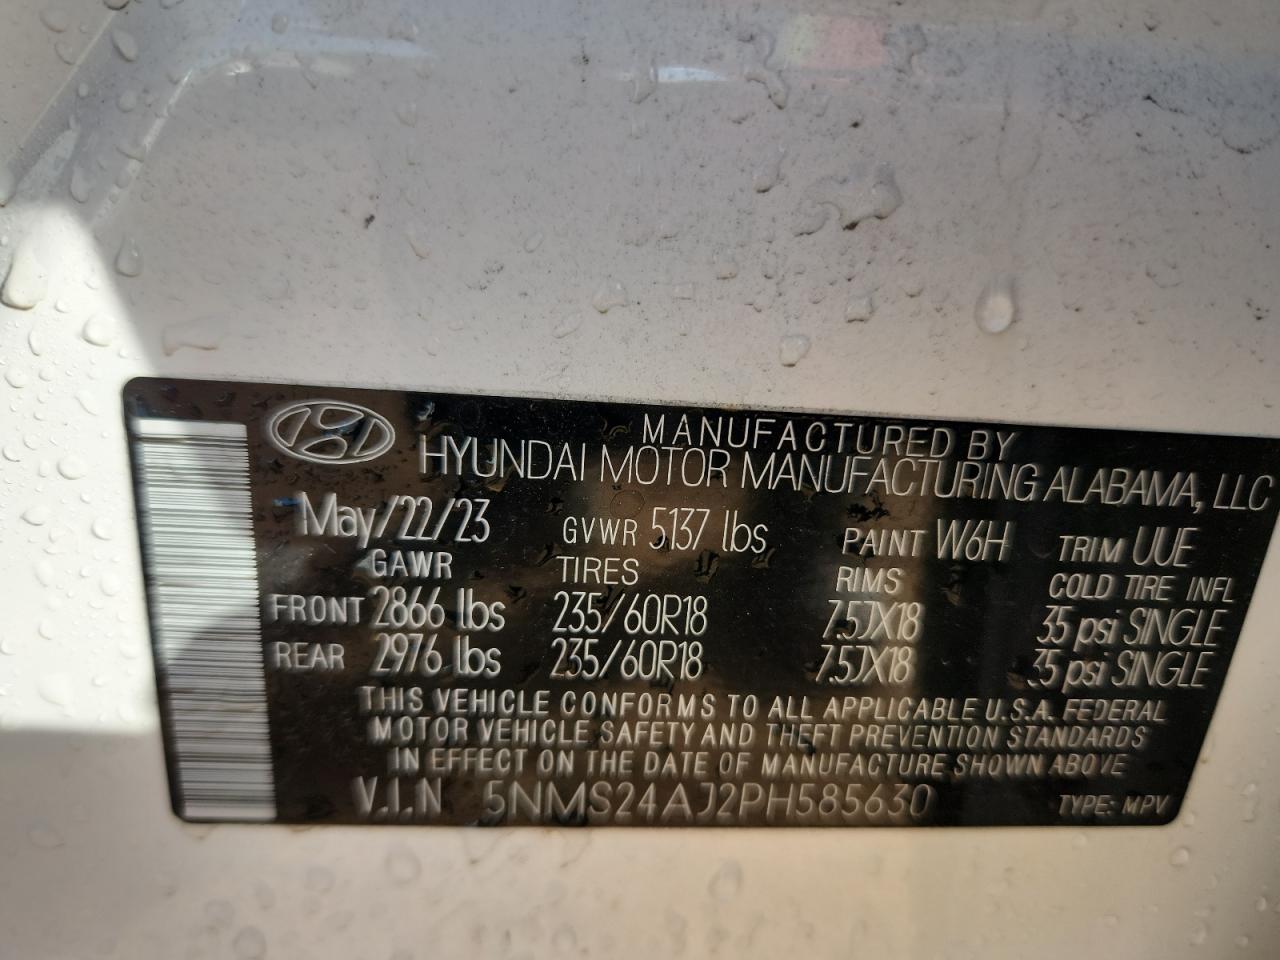 MANUFACTURED BY
HYUNDAI MOTOR MANUFACTURING ALABAMA, LLC
May/22/23 GVWR 5137 lbs PAINT W6H TRIM UUE
GAWR TIRES RIMS COLD TIRE INFL
FRONT 2866 lbs 235/60R18 7.5JX18 35 psi SINGLE
REAR 2976 lbs 235/60R18 7.5JX18 35 psi SINGLE
THIS VEHICLE CONFORMS TO ALL APPLICABLE U.S.A. FEDERAL
MOTOR VEHICLE SAFETY AND THEFT PREVENTION STANDARDS
IN EFFECT ON THE DATE OF MANUFACTURE SHOWN ABOVE
V.I.N 5NMS24AJ2PH585630 TYPE: MPV